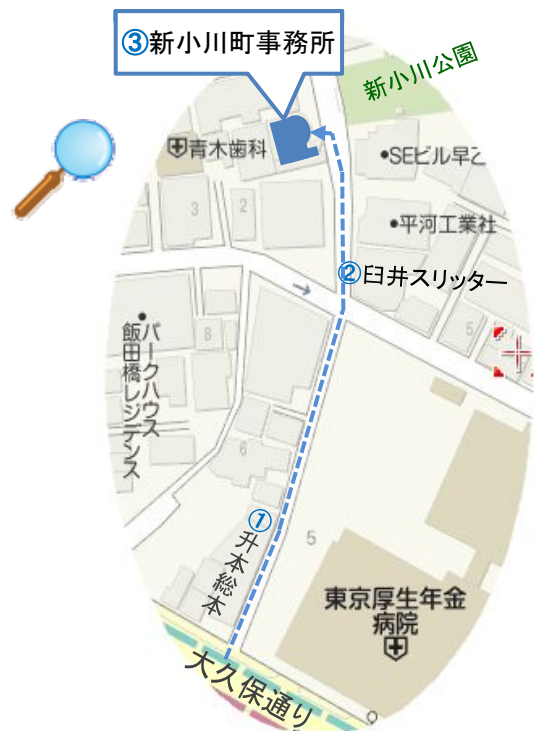 ③新小川町事務所
新小川公園
青木歯科
SEビル早乙
3
2
平河工業社
②臼井スリッター
→
パークハウス
飯田橋レジデンス
8
5
6
①升本総本
5
東京厚生年金
病院
大久保通り